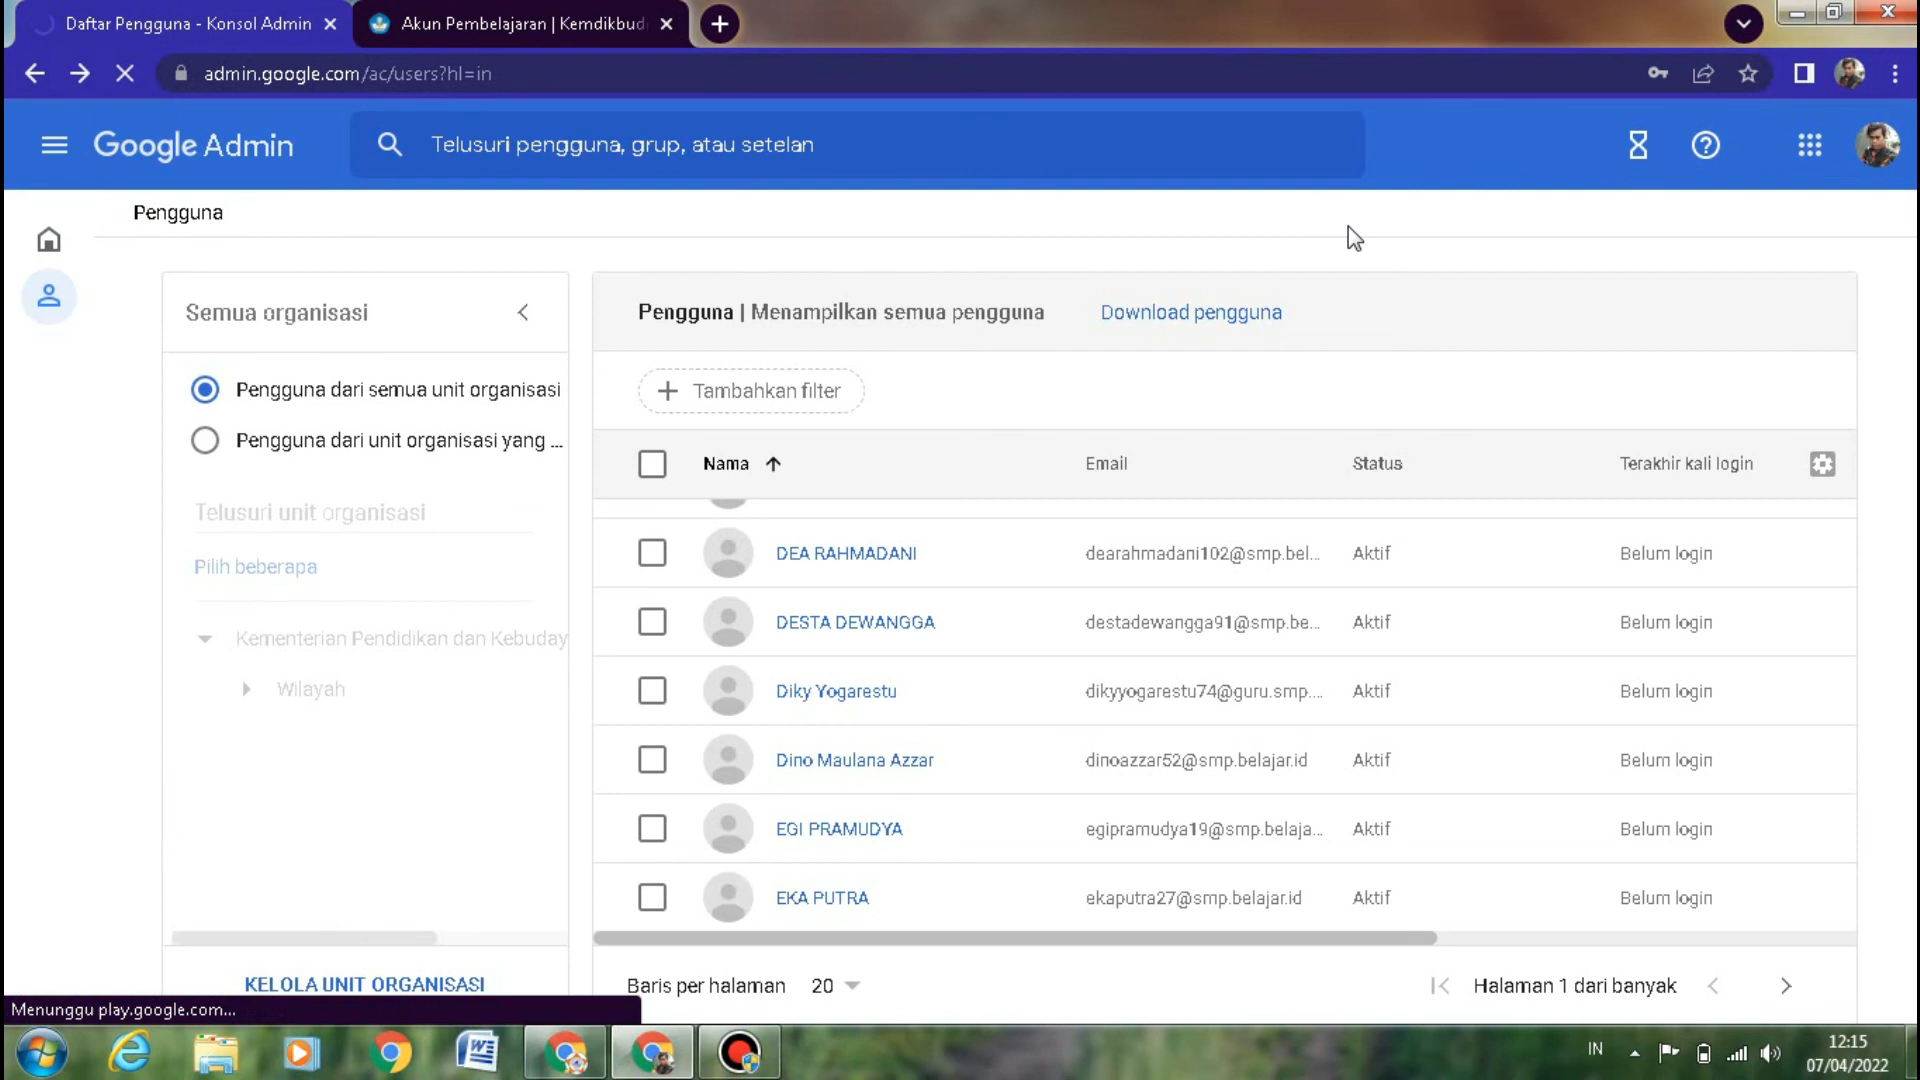 Daftar Pengguna - Konsol Admin
Akun Pembelajaran | Kemdikbud
admin.google.com/ac/users?hl=in
Google Admin
Telusuri pengguna, grup, atau setelan
Pengguna
Semua organisasi
Pengguna | Menampilkan semua pengguna
Download pengguna
Pengguna dari semua unit organisasi
Pengguna dari unit organisasi yang ...
Telusuri unit organisasi
Pilih beberapa
Kementerian Pendidikan dan Kebuday
Wilayah
KELOLA UNIT ORGANISASI
Tambahkan filter
Nama Email Status Terakhir kali login
DEA RAHMADANI dearahmadani102@smp.bel... Aktif Belum login
DESTA DEWANGGA destadewangga91@smp.be... Aktif Belum login
Diky Yogarestu dikyyogarestu74@guru.smp.... Aktif Belum login
Dino Maulana Azzar dinoazzar52@smp.belajar.id Aktif Belum login
EGI PRAMUDYA egipramudya19@smp.belaja... Aktif Belum login
EKA PUTRA ekaputra27@smp.belajar.id Aktif Belum login
Baris per halaman 20
Halaman 1 dari banyak
Menunggu play.google.com...
IN
12:15
07/04/2022